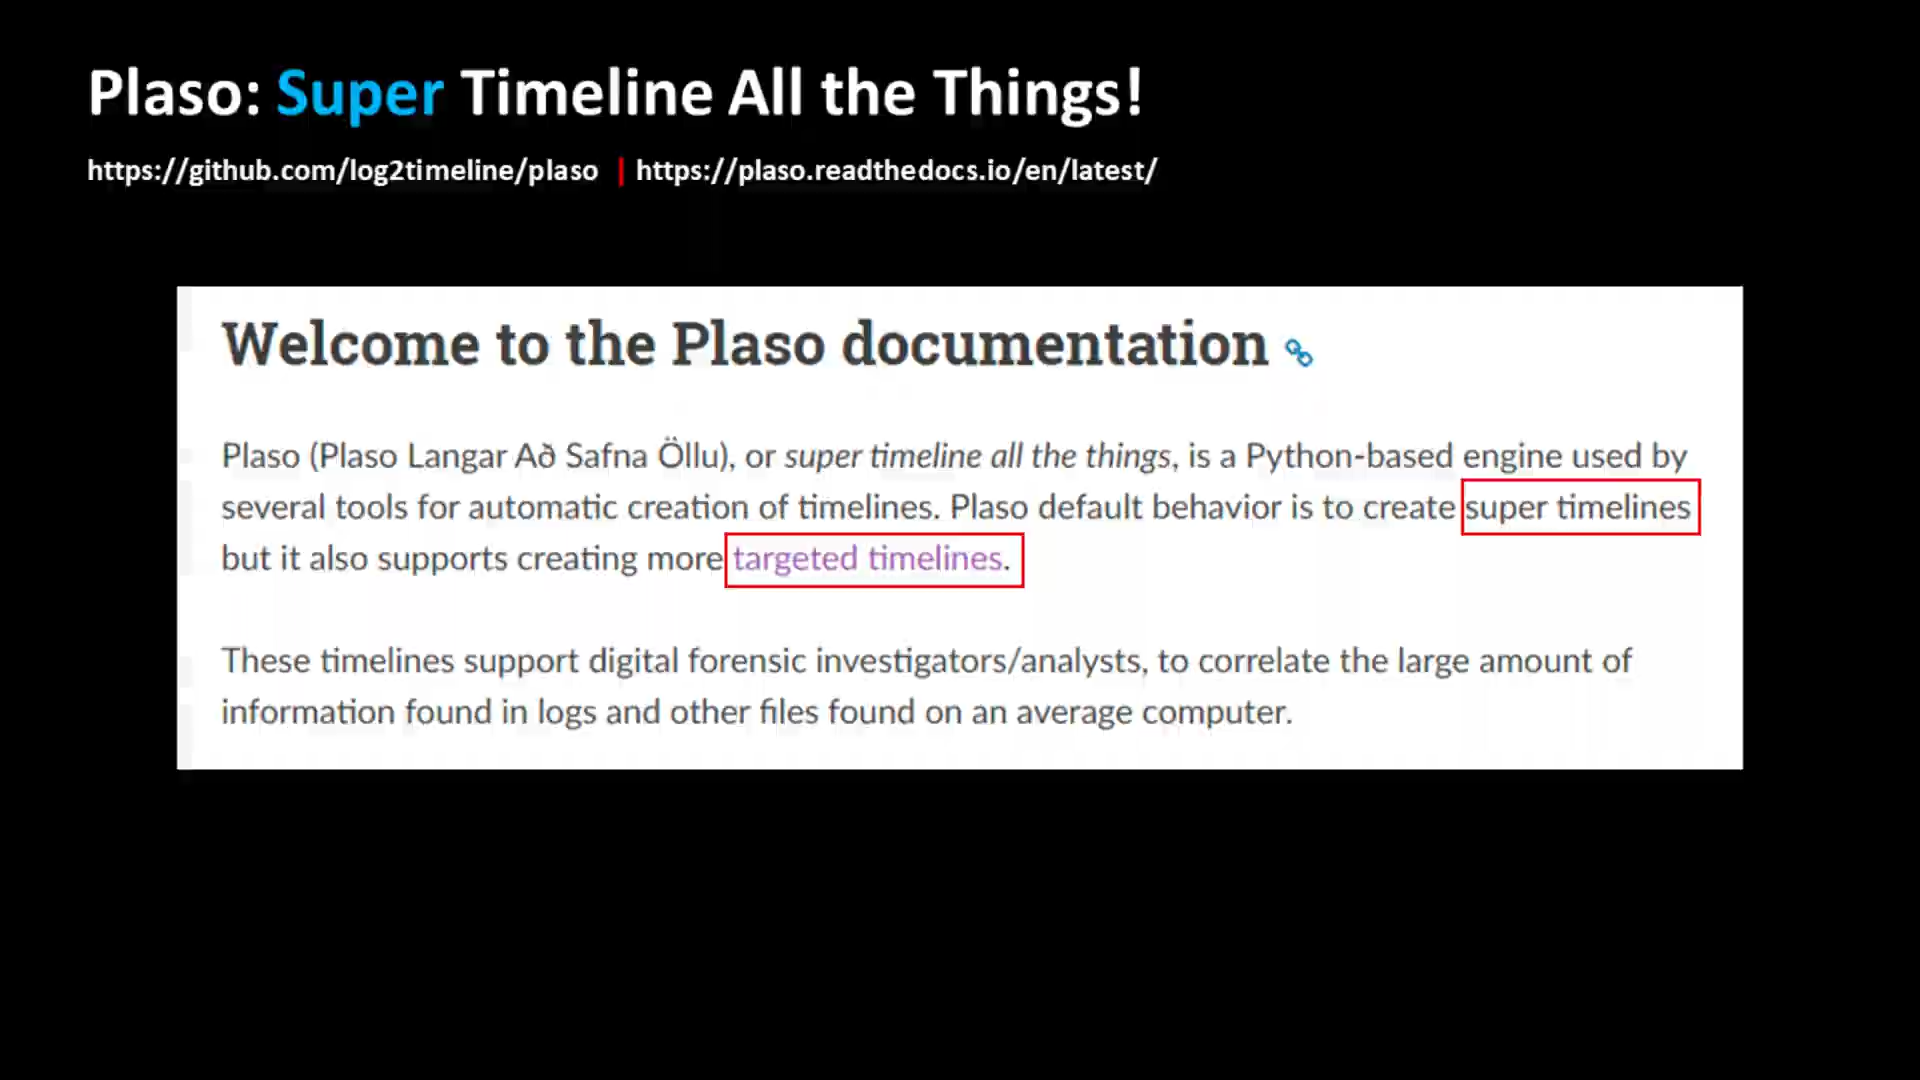 Plaso: Super Timeline All the Things!
https://github.com/log2timeline/plaso | https://plaso.readthedocs.io/en/latest/
Welcome to the Plaso documentation
Plaso (Plaso Langar Að Safna Öllu), or super timeline all the things, is a Python-based engine used by
several tools for automatic creation of timelines. Plaso default behavior is to create super timelines
but it also supports creating more targeted timelines.
These timelines support digital forensic investigators/analysts, to correlate the large amount of
information found in logs and other files found on an average computer.